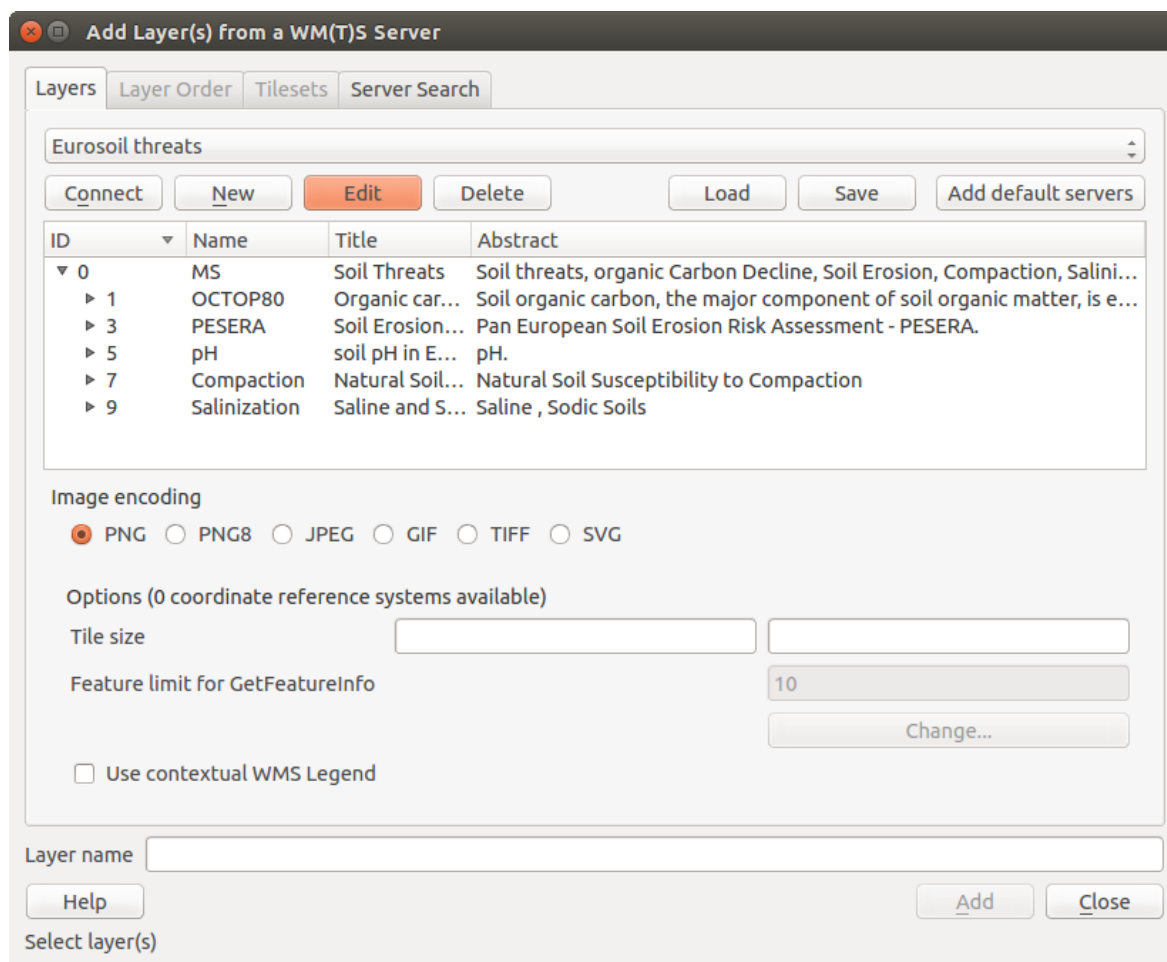 Add Layer(s) from a WM(T)S Server
Layers Layer Order Tilesets Server Search
Eurosoil threats
Connect New Edit Delete Load Save Add default servers
ID Name Title Abstract
0 MS Soil Threats Soil threats, organic Carbon Decline, Soil Erosion, Compaction, Salini...
1 OCTOP80 Organic car... Soil organic carbon, the major component of soil organic matter, is e...
3 PESERA Soil Erosion... Pan European Soil Erosion Risk Assessment - PESERA.
5 pH soil pH in E... pH.
7 Compaction Natural Soil... Natural Soil Susceptibility to Compaction
9 Salinization Saline and S... Saline , Sodic Soils
Image encoding
PNG PNG8 JPEG GIF TIFF SVG
Options (0 coordinate reference systems available)
Tile size
Feature limit for GetFeatureInfo 10
Change...
Use contextual WMS Legend
Layer name
Help Add Close
Select layer(s)